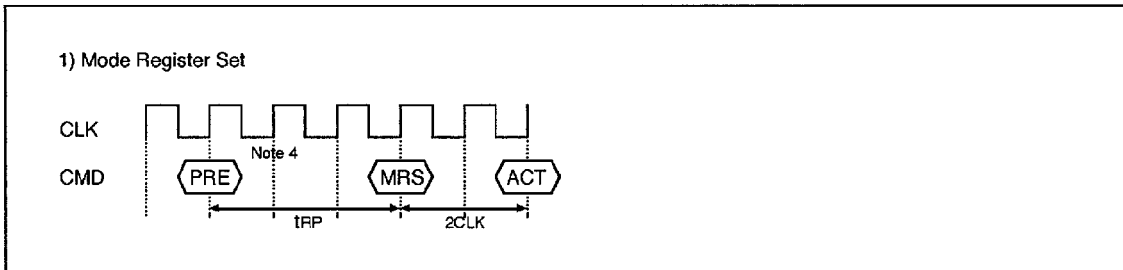 1) Mode Register Set
CLK
Note 4
CMD PRE MRS ACT
tRP 2CLK